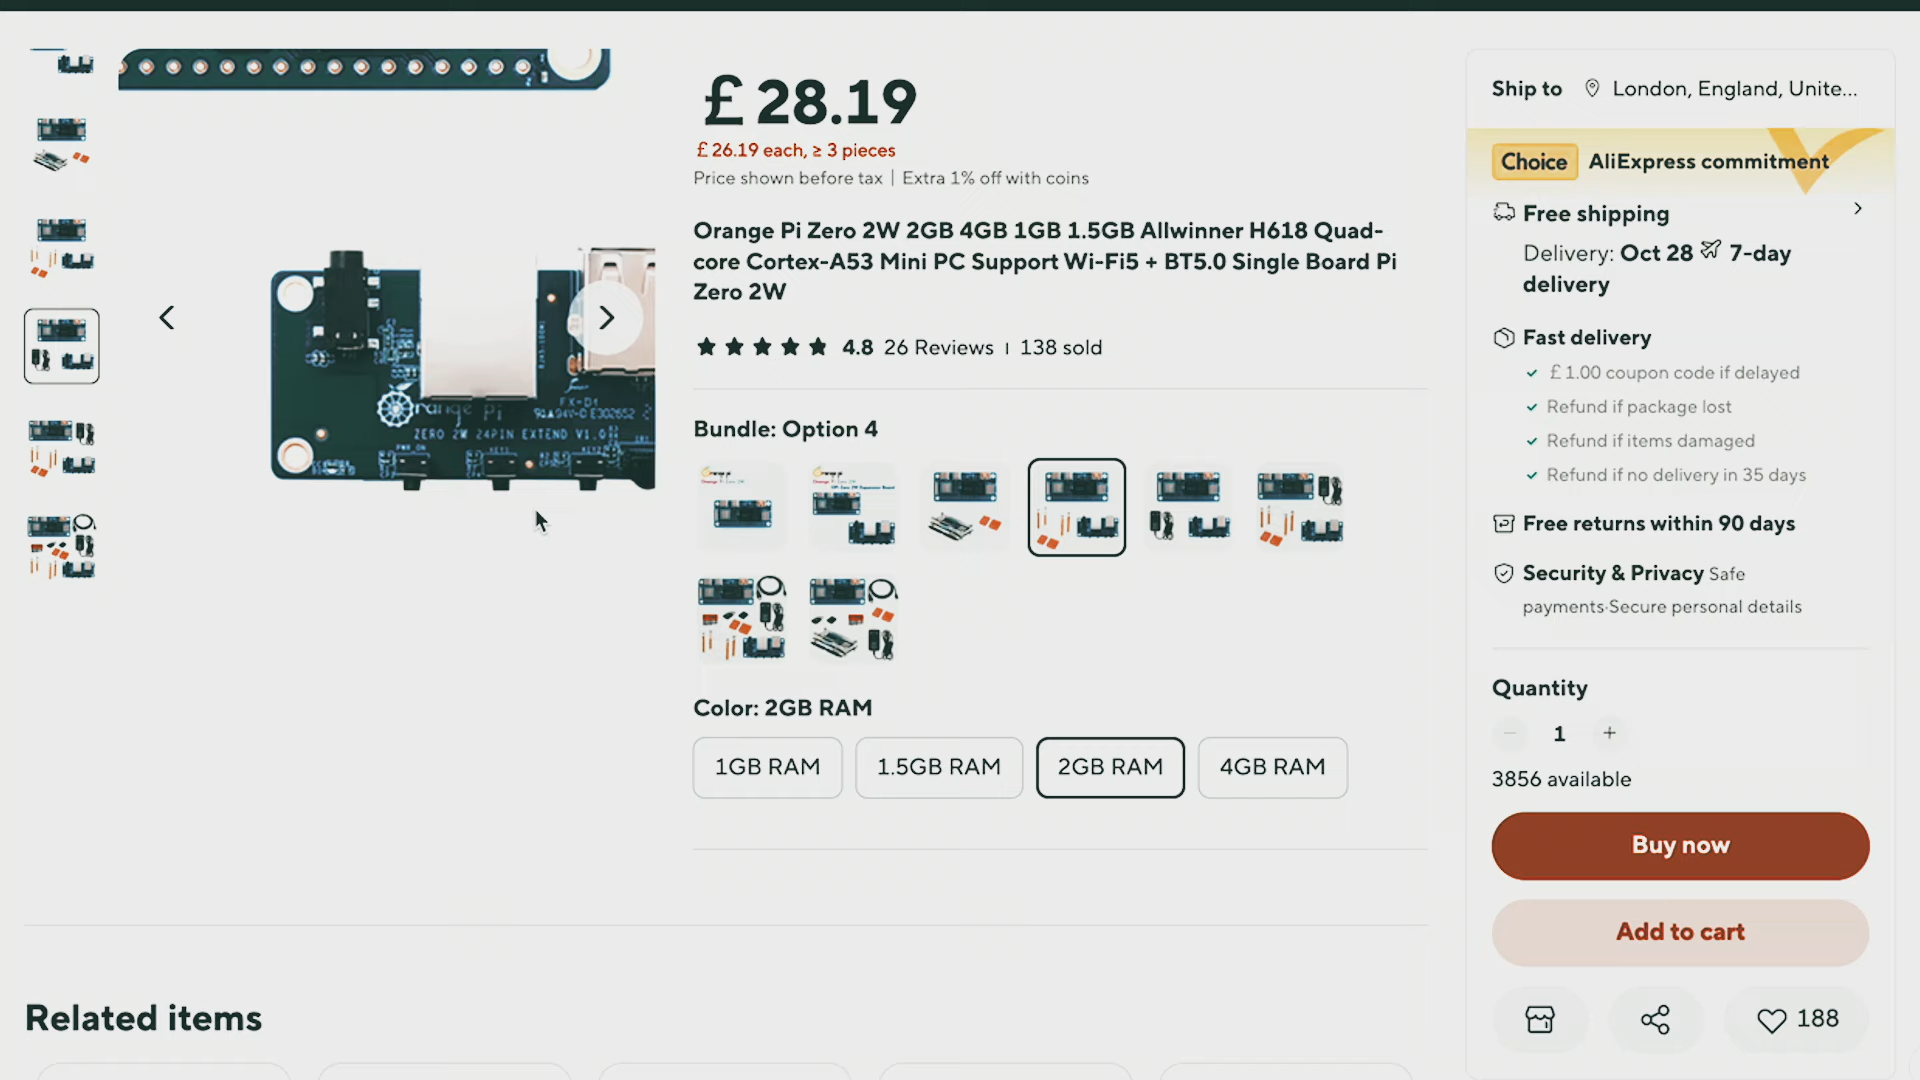 £28.19
£26.19 each, ≥ 3 pieces
Price shown before tax | Extra 1% off with coins
Orange Pi Zero 2W 2GB 4GB 1GB 1.5GB Allwinner H618 Quad-
core Cortex-A53 Mini PC Support Wi-Fi5 + BT5.0 Single Board Pi
Zero 2W
4.8 26 Reviews | 138 sold
range Pi
ZERO 2W 24PIN EXTEND V1.0
Bundle: Option 4
Color: 2GB RAM
1GB RAM
1.5GB RAM
2GB RAM
4GB RAM
Ship to London, England, Unite...
Choice AliExpress commitment
Free shipping
Delivery: Oct 28 7-day
delivery
Fast delivery
£1.00 coupon code if delayed
Refund if package lost
Refund if items damaged
Refund if no delivery in 35 days
Free returns within 90 days
Security & Privacy Safe
payments·Secure personal details
Quantity
1
3856 available
Buy now
Add to cart
188
Related items